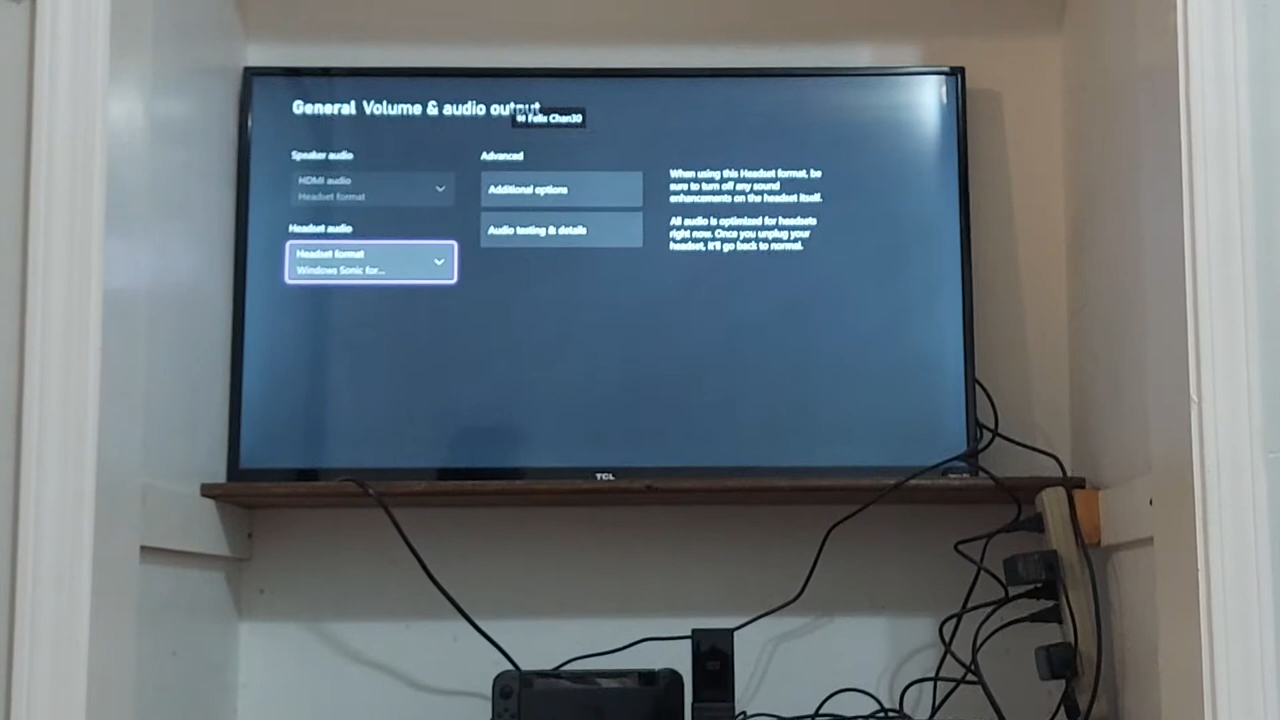 General Volume & audio output
Felix Chan30
Speaker audio
HDMI audio
Headset format
Headset audio
Headset format
Windows Sonic for...
Advanced
Additional options
Audio testing & details
When using this Headset format, be
sure to turn off any sound
enhancements on the headset itself.
All audio is optimized for headsets
right now. Once you unplug your
headset, it'll go back to normal.
TCL